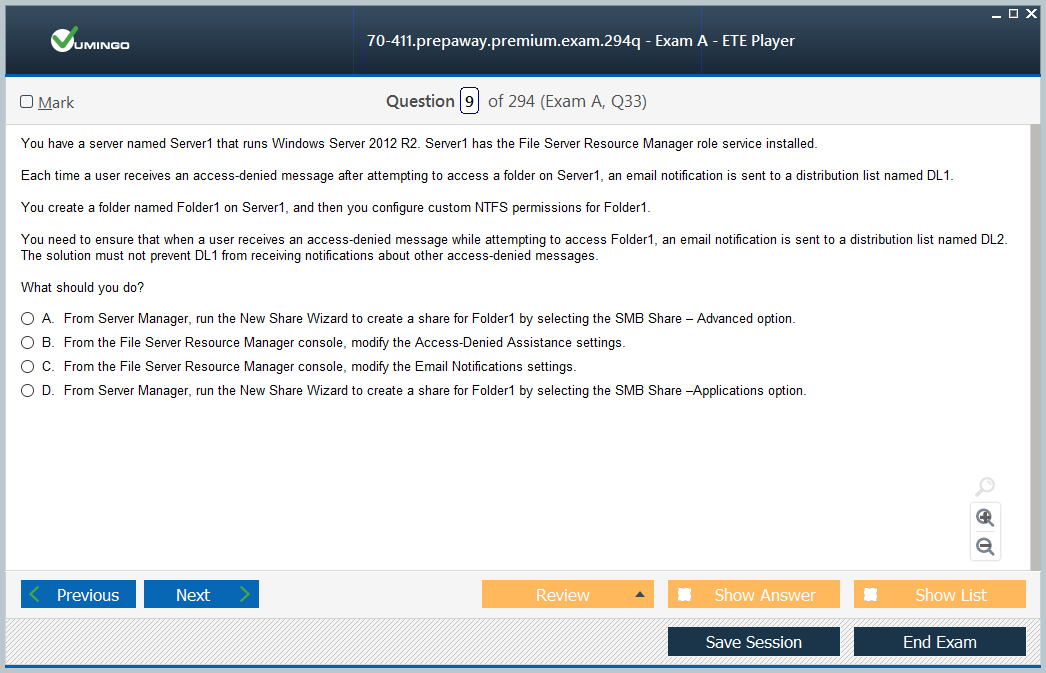 VUMINGO
70-411.prepaway.premium.exam.294q - Exam A - ETE Player
Mark
Question 9 of 294 (Exam A, Q33)
You have a server named Server1 that runs Windows Server 2012 R2. Server1 has the File Server Resource Manager role service installed.
Each time a user receives an access-denied message after attempting to access a folder on Server1, an email notification is sent to a distribution list named DL1.
You create a folder named Folder1 on Server1, and then you configure custom NTFS permissions for Folder1.
You need to ensure that when a user receives an access-denied message while attempting to access Folder1, an email notification is sent to a distribution list named DL2.
The solution must not prevent DL1 from receiving notifications about other access-denied messages.
What should you do?
A. From Server Manager, run the New Share Wizard to create a share for Folder1 by selecting the SMB Share – Advanced option.
B. From the File Server Resource Manager console, modify the Access-Denied Assistance settings.
C. From the File Server Resource Manager console, modify the Email Notifications settings.
D. From Server Manager, run the New Share Wizard to create a share for Folder1 by selecting the SMB Share –Applications option.
Previous
Next
Review
Show Answer
Show List
Save Session
End Exam